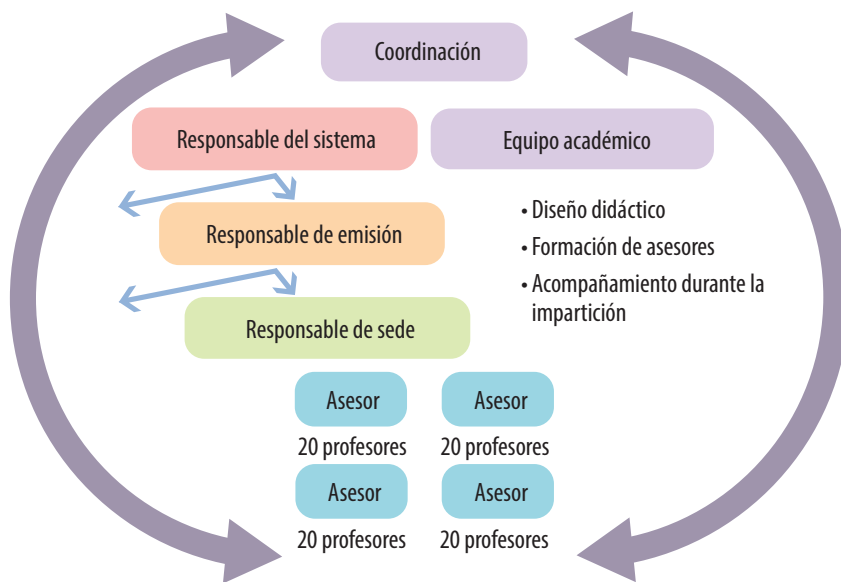 Coordinación
Responsable del sistema
Equipo académico
Responsable de emisión
• Diseño didáctico
• Formación de asesores
• Acompañamiento durante la
impartición
Responsable de sede
Asesor
Asesor
20 profesores
20 profesores
Asesor
Asesor
20 profesores
20 profesores